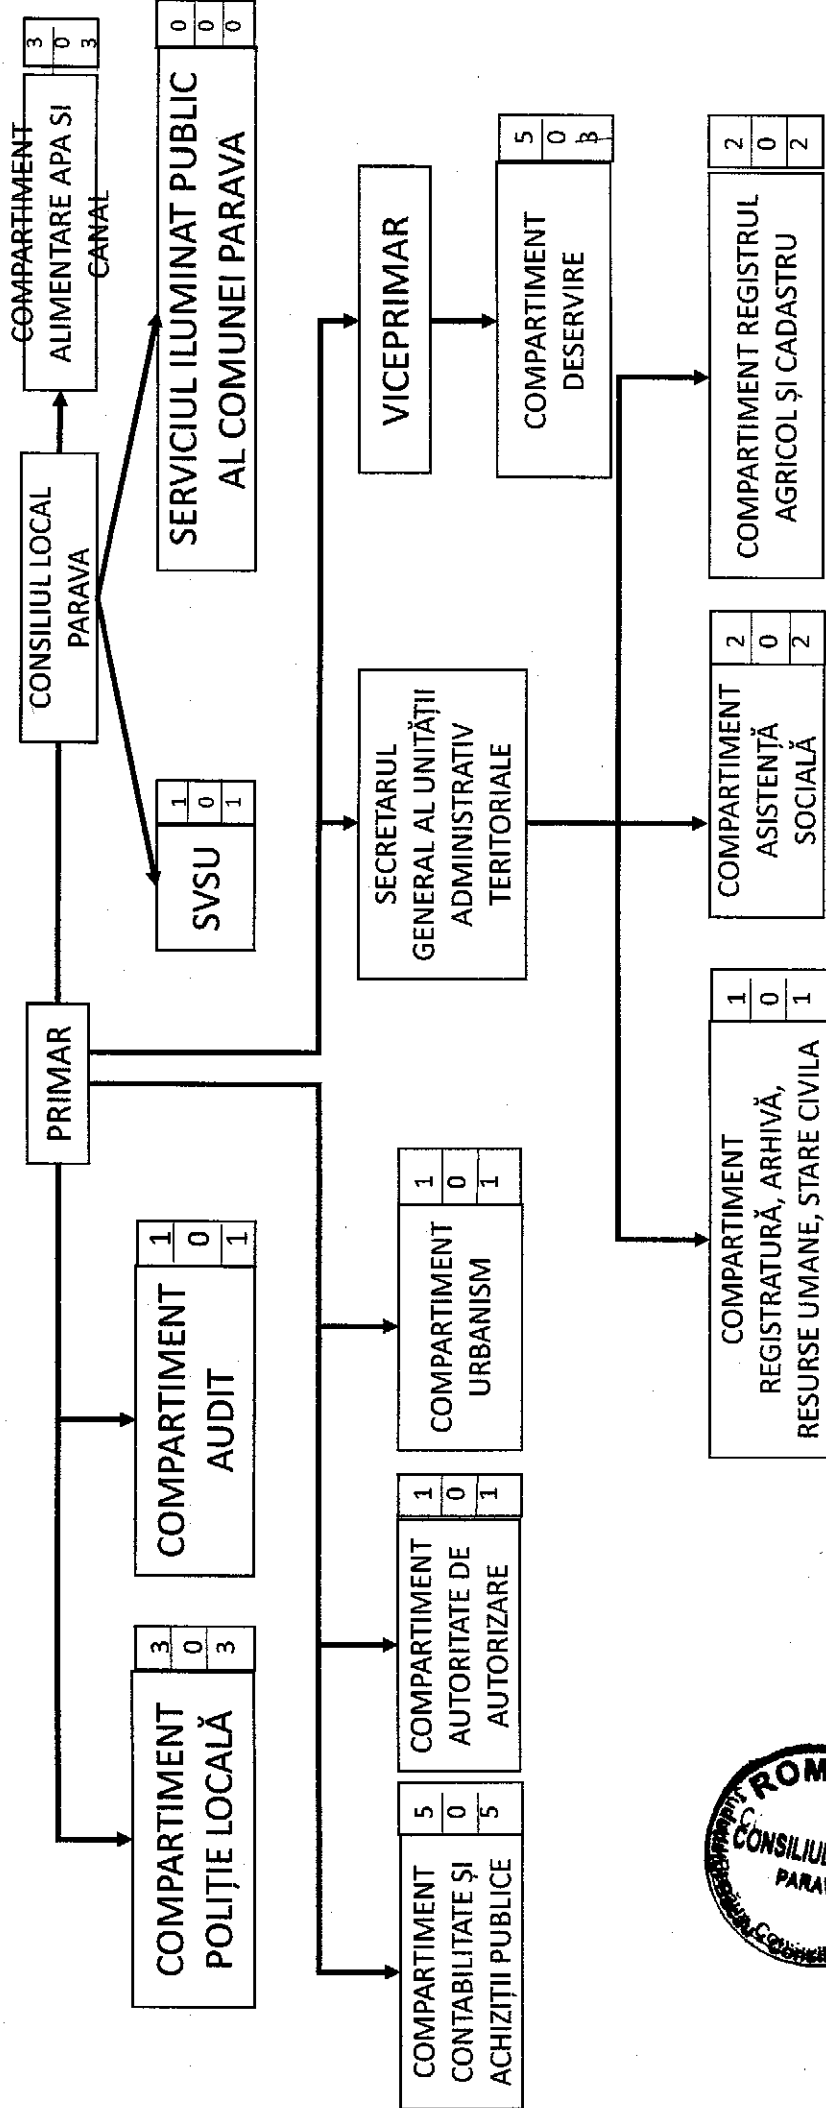 PRIMAR
CONSILIUL LOCAL
PARAVA
COMPARTIMENT
ALIMENTARE APA SI
CANAL
3
0
3
COMPARTIMENT
POLIȚIE LOCALĂ
3
0
3
COMPARTIMENT
AUDIT
1
0
1
SVSU
1
0
1
SERVICIUL ILUMINAT PUBLIC
AL COMUNEI PARAVA
0
0
0
COMPARTIMENT
CONTABILITATE ȘI
ACHIZIȚII PUBLICE
5
0
5
COMPARTIMENT
AUTORITATE DE
AUTORIZARE
1
0
1
COMPARTIMENT
URBANISM
1
0
1
SECRETARUL
GENERAL AL UNITĂȚII
ADMINISTRATIV
TERITORIALE
VICEPRIMAR
COMPARTIMENT
DESERVIRE
5
0
3
COMPARTIMENT
REGISTRATURĂ, ARHIVĂ,
RESURSE UMANE, STARE CIVILA
1
0
1
COMPARTIMENT
ASISTENȚĂ
SOCIALĂ
2
0
2
COMPARTIMENT REGISTRUL
AGRICOL ȘI CADASTRU
2
0
2
CONSILIUL